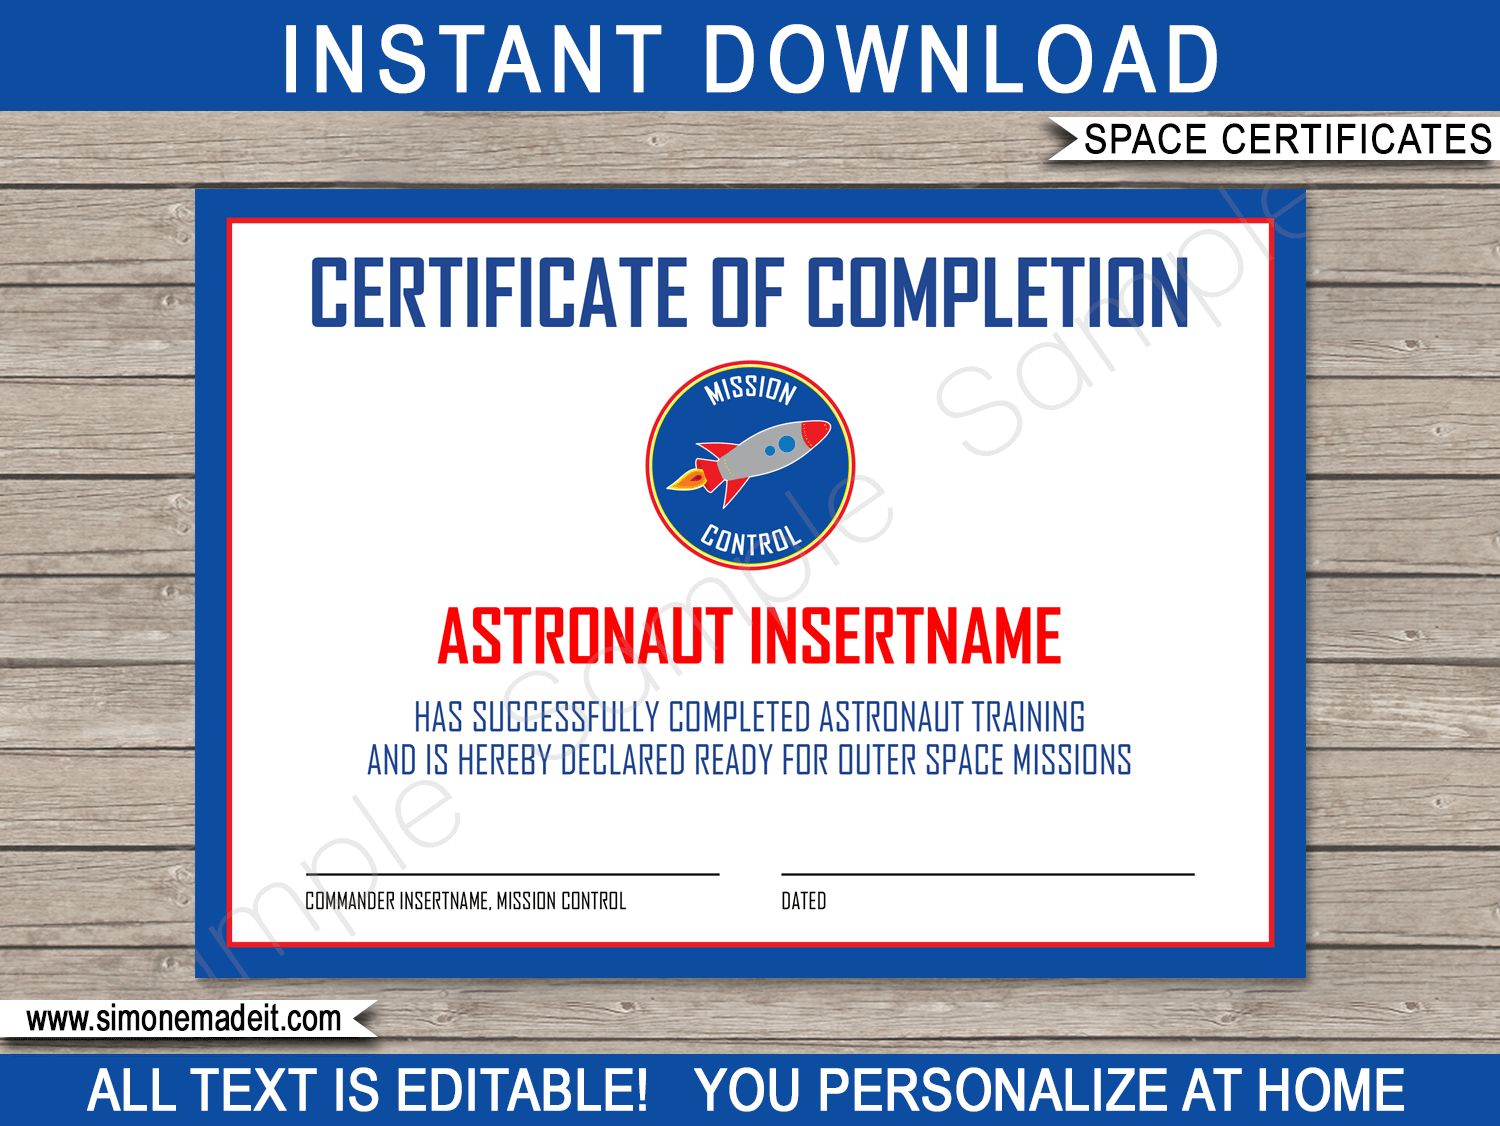 INSTANT DOWNLOAD
SPACE CERTIFICATES
CERTIFICATE OF COMPLETION
MISSION
CONTROL
ASTRONAUT INSERTNAME
HAS SUCCESSFULLY COMPLETED ASTRONAUT TRAINING
AND IS HEREBY DECLARED READY FOR OUTER SPACE MISSIONS
COMMANDER INSERTNAME, MISSION CONTROL
DATED
sample sample sample sample
www.simonemadeit.com
ALL TEXT IS EDITABLE! YOU PERSONALIZE AT HOME